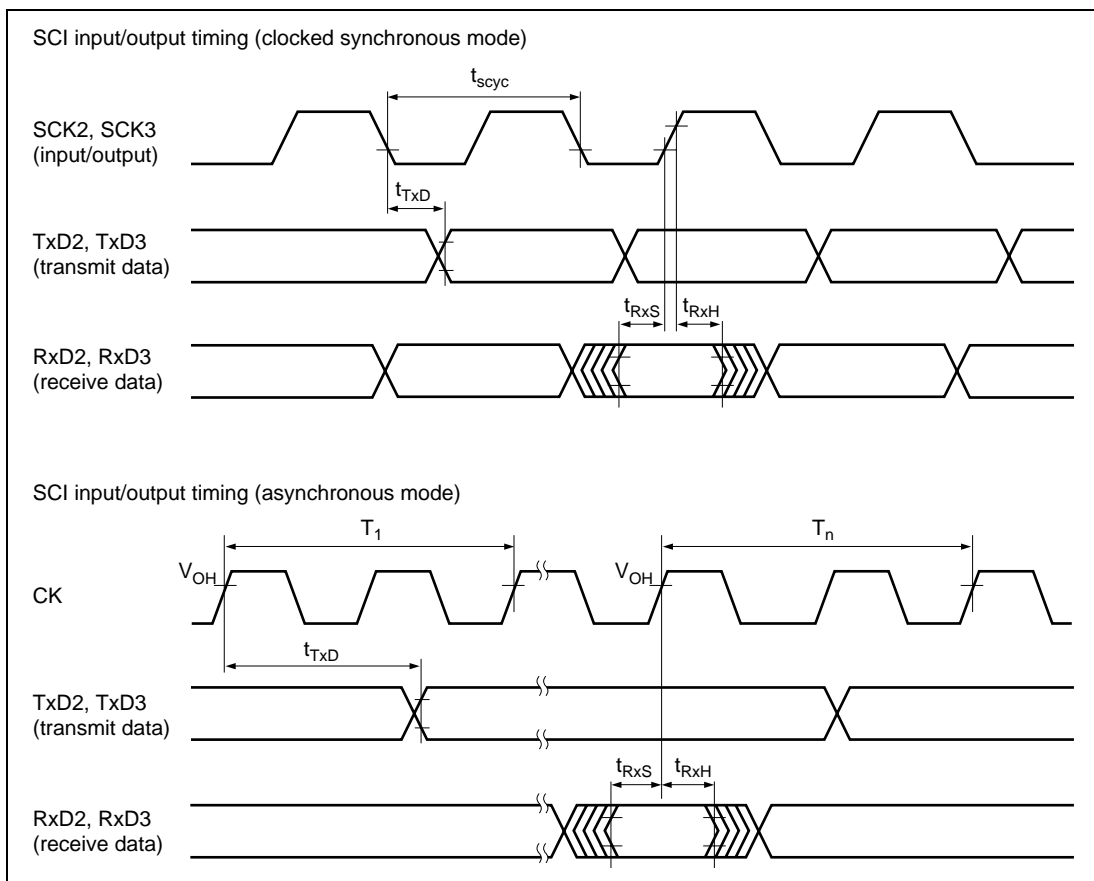 SCI input/output timing (clocked synchronous mode)
tscyc
SCK2, SCK3
(input/output)
tTxD
TxD2, TxD3
(transmit data)
tRxS
tRxH
RxD2, RxD3
(receive data)
SCI input/output timing (asynchronous mode)
T1
Tn
VOH
VOH
CK
tTxD
TxD2, TxD3
(transmit data)
tRxS
tRxH
RxD2, RxD3
(receive data)